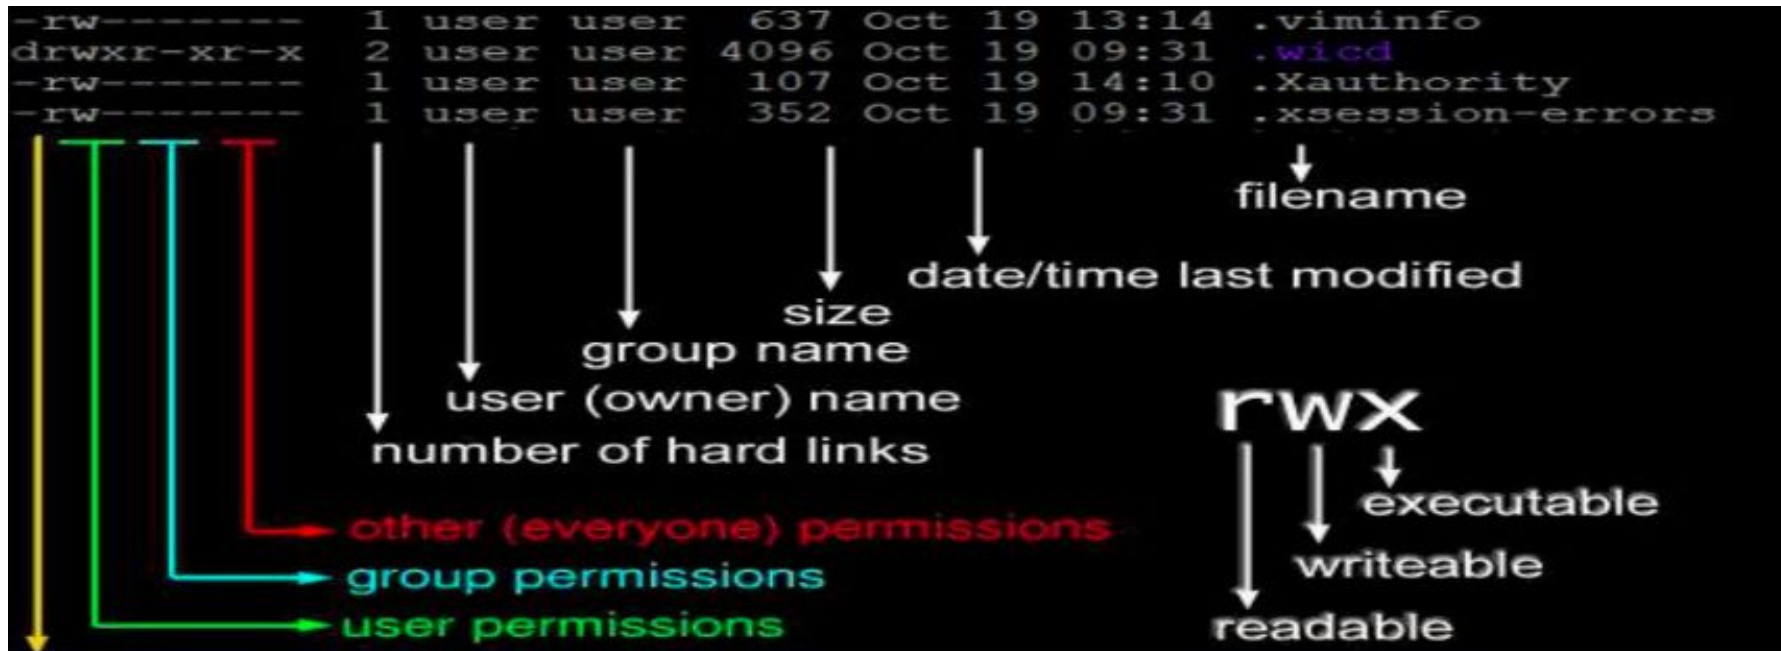 -rw------- 1 user user 637 Oct 19 13:14 .viminfo
drwxr-xr-x 2 user user 4096 Oct 19 09:31 .wicd
-rw------- 1 user user 107 Oct 19 14:10 .Xauthority
-rw------- 1 user user 352 Oct 19 09:31 .xsession-errors
filename
date/time last modified
size
group name
user (owner) name
number of hard links
rwx
executable
writeable
readable
other (everyone) permissions
group permissions
user permissions